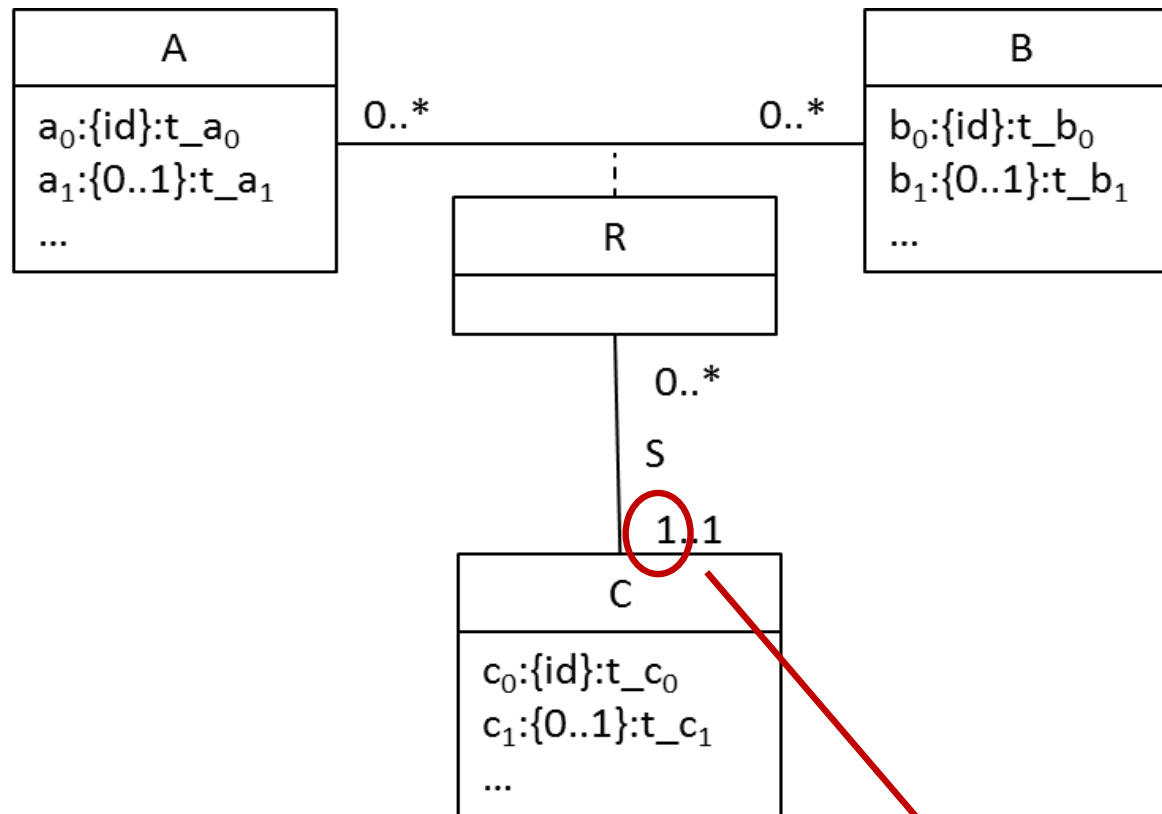 A
B
a₀:{id}:t_a₀
a₁:{0..1}:t_a₁
...
0..*
0..*
b₀:{id}:t_b₀
b₁:{0..1}:t_b₁
...
R
0..*
S
1..1
C
c₀:{id}:t_c₀
c₁:{0..1}:t_c₁
...